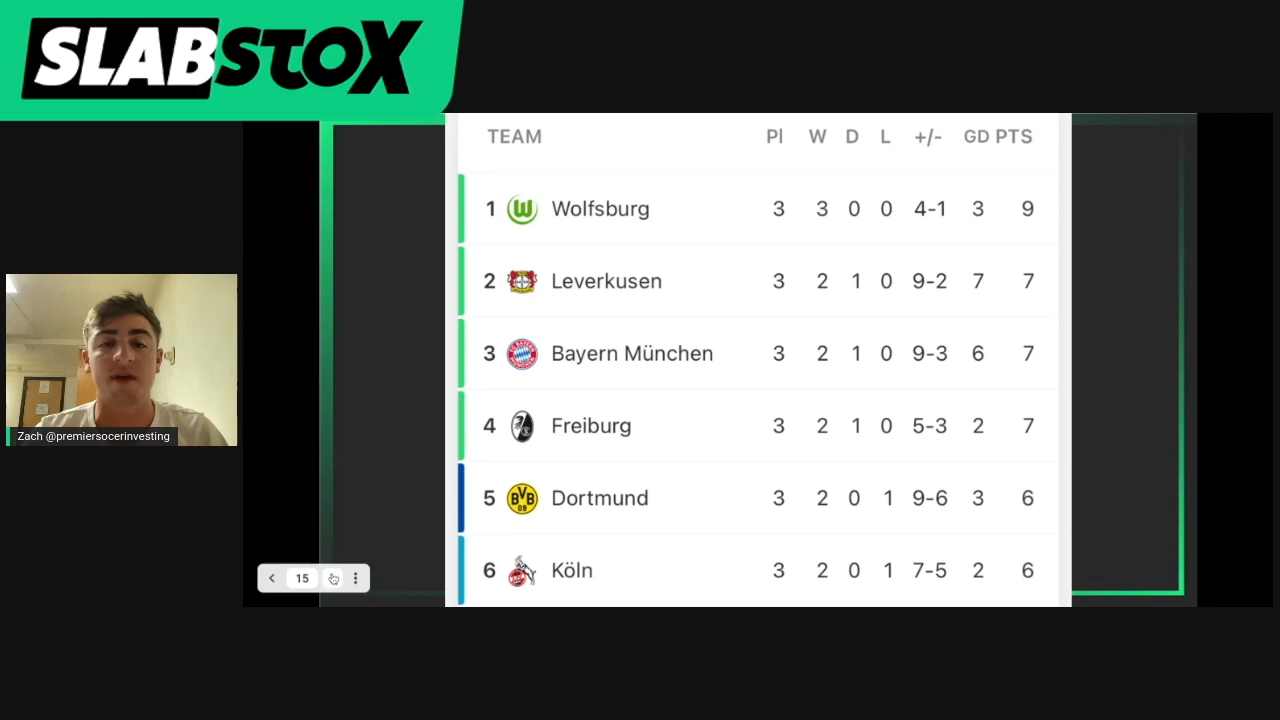 SLABSTOX
TEAM Pl W D L +/- GD PTS
1 Wolfsburg 3 3 0 0 4-1 3 9
2 Leverkusen 3 2 1 0 9-2 7 7
3 Bayern München 3 2 1 0 9-3 6 7
4 Freiburg 3 2 1 0 5-3 2 7
5 BVB 09 Dortmund 3 2 0 1 9-6 3 6
6 Köln 3 2 0 1 7-5 2 6
Zach @premiersocerinvesting
15